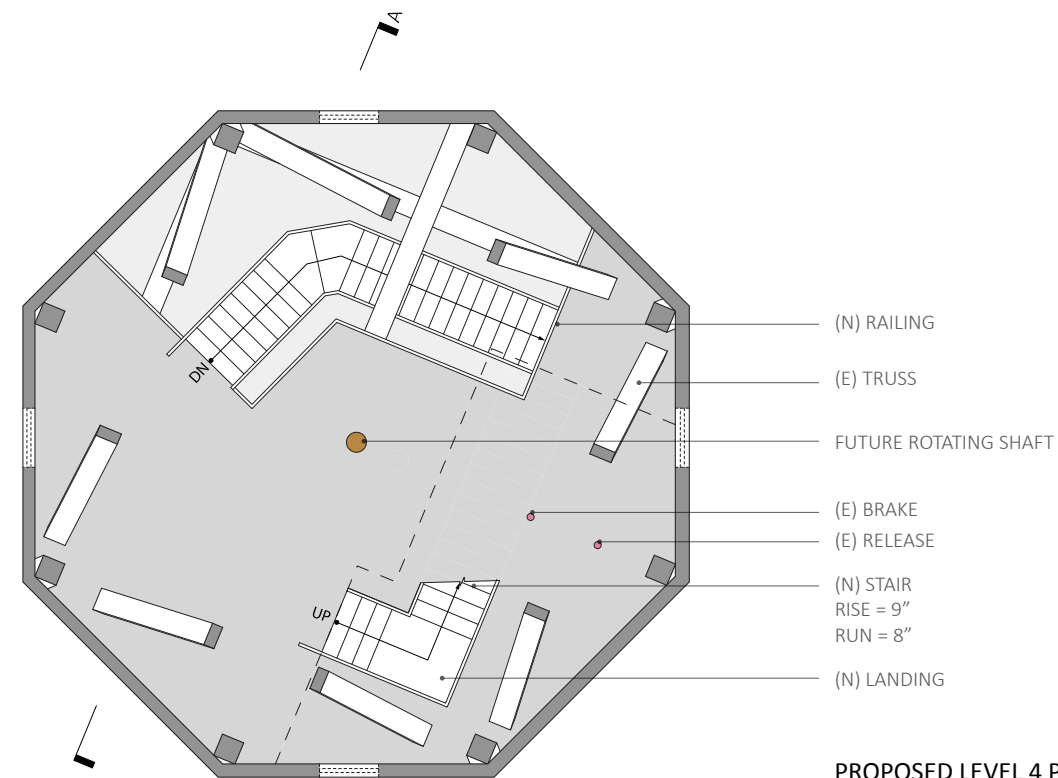 A
DN
UP
(N) RAILING
(E) TRUSS
FUTURE ROTATING SHAFT
(E) BRAKE
(E) RELEASE
(N) STAIR
RISE = 9”
RUN = 8”
(N) LANDING
PROPOSED LEVEL 4 P